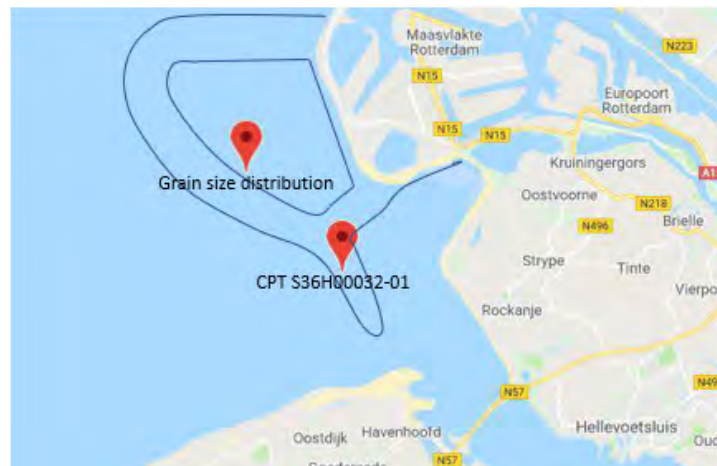 Maasvlakte
Rotterdam
N223
N15
Europoort
Rotterdam
N15
N15
Kruiningergors
Grain size distribution
Oostvoorne
N218
Brielle
N496
CPT S36H00032-01
Strype
Tinte
Rockanje
N57
Hellevoetsluis
Oostdijk
Havenhoofd
N57